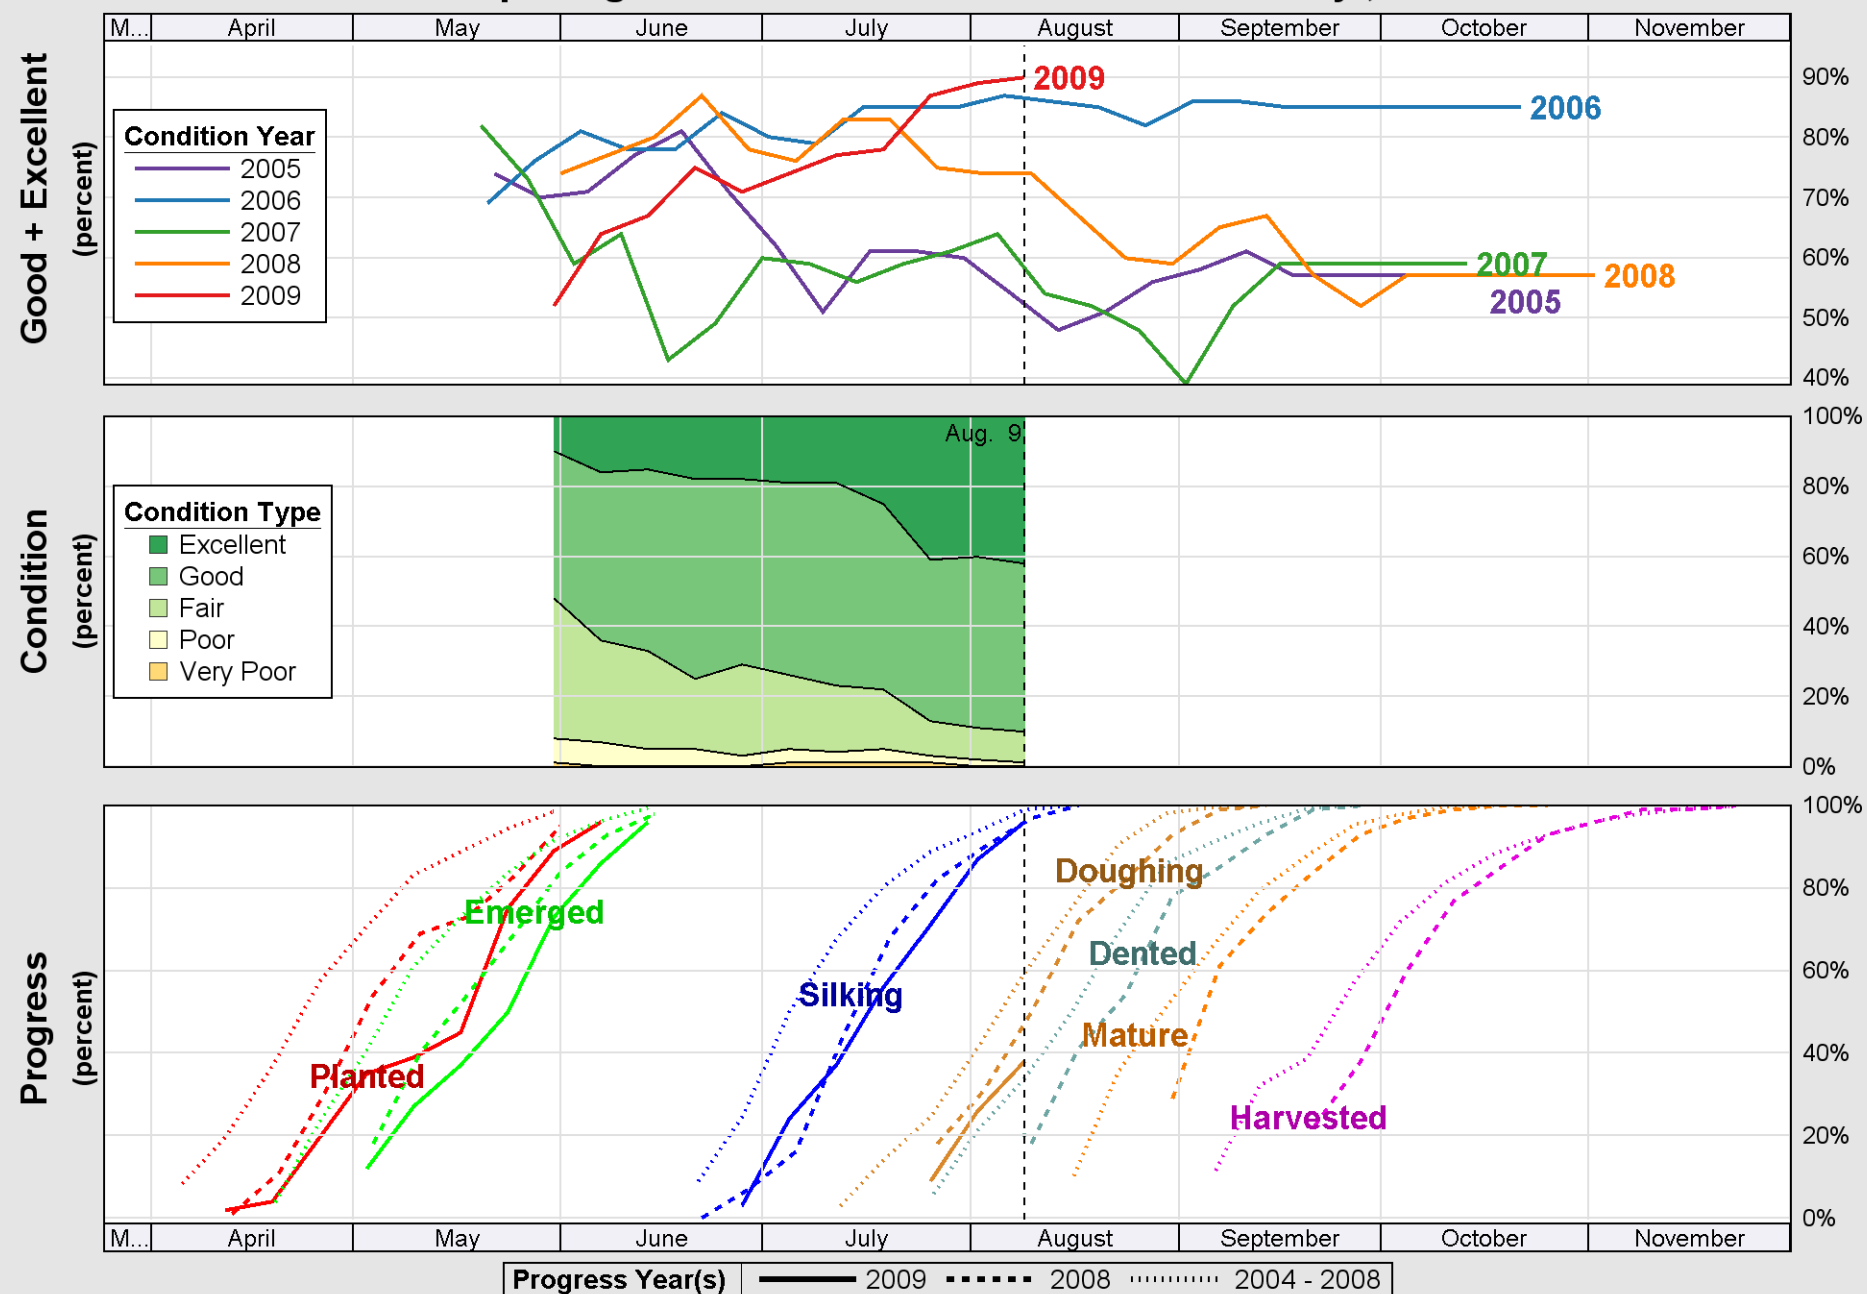 M... April May June July August September October November
Good + Excellent
(percent)
90%
80%
70%
60%
50%
40%
Condition Year
2005
2006
2007
2008
2009
2009
2006
2007
2008
2005
Condition
(percent)
100%
80%
60%
40%
20%
0%
Aug. 9
Condition Type
Excellent
Good
Fair
Poor
Very Poor
Progress
(percent)
100%
80%
60%
40%
20%
0%
Doughing
Emerged
Dented
Silking
Mature
Planted
Harvested
M... April May June July August September October November
Progress Year(s) 2009 2008 2004 - 2008